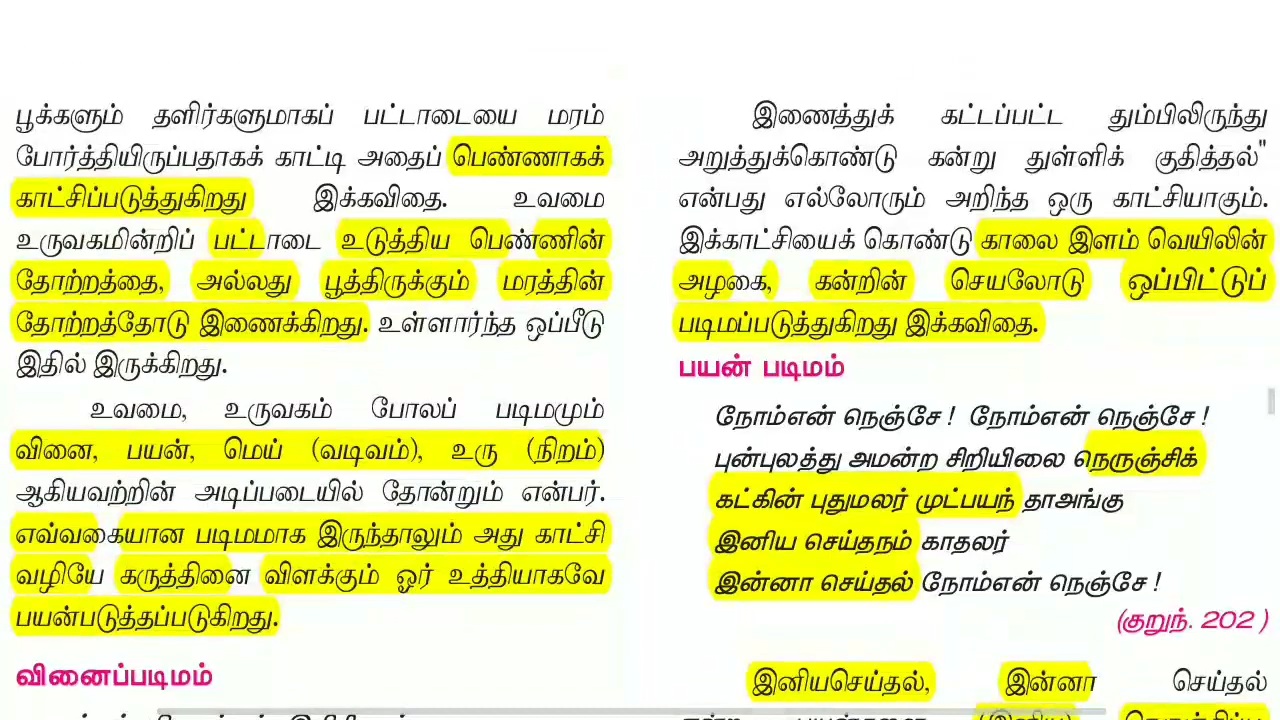 பூக்களும் தளிர்களுமாகப் பட்டாடையை மரம்
போர்த்தியிருப்பதாகக் காட்டி அதைப் பெண்ணாகக்
காட்சிப்படுத்துகிறது இக்கவிதை. உவமை
உருவகமின்றிப் பட்டாடை உடுத்திய பெண்ணின்
தோற்றத்தை, அல்லது பூத்திருக்கும் மரத்தின்
தோற்றத்தோடு இணைக்கிறது. உள்ளார்ந்த ஒப்பீடு
இதில் இருக்கிறது.
உவமை, உருவகம் போலப் படிமமும்
வினை, பயன், மெய் (வடிவம்), உரு (நிறம்)
ஆகியவற்றின் அடிப்படையில் தோன்றும் என்பர்.
எவ்வகையான படிமமாக இருந்தாலும் அது காட்சி
வழியே கருத்தினை விளக்கும் ஓர் உத்தியாகவே
பயன்படுத்தப்படுகிறது.
வினைப்படிமம்
இணைத்துக் கட்டப்பட்ட தும்பிலிருந்து
அறுத்துக்கொண்டு கன்று துள்ளிக் குதித்தல்"
என்பது எல்லோரும் அறிந்த ஒரு காட்சியாகும்.
இக்காட்சியைக் கொண்டு காலை இளம் வெயிலின்
அழகை, கன்றின் செயலோடு ஒப்பிட்டுப்
படிமப்படுத்துகிறது இக்கவிதை.
பயன் படிமம்
நோம்என் நெஞ்சே ! நோம்என் நெஞ்சே !
புன்புலத்து அமன்ற சிறியிலை நெருஞ்சிக்
கட்கின் புதுமலர் முட்பயந் தாஅங்கு
இனிய செய்தநம் காதலர்
இன்னா செய்தல் நோம்என் நெஞ்சே !
(குறுந். 202 )
இனியசெய்தல், இன்னா செய்தல்